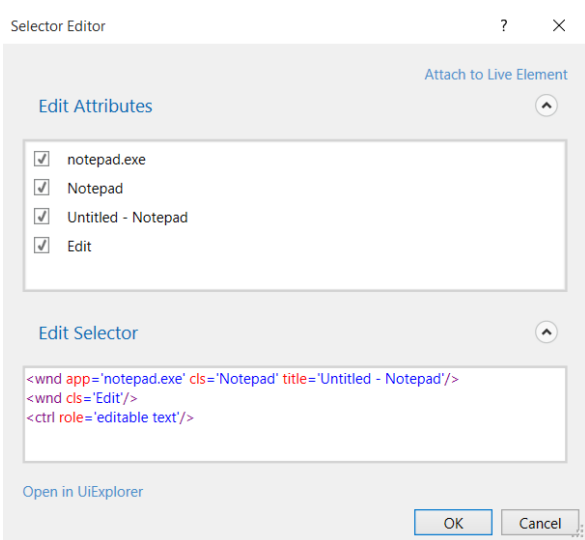 Selector Editor ?
Attach to Live Element
Edit Attributes
notepad.exe
Notepad
Untitled - Notepad
Edit
Edit Selector
<wnd app='notepad.exe' cls='Notepad' title='Untitled - Notepad'/>
<wnd cls='Edit'/>
<ctrl role='editable text'/>
Open in UiExplorer
OK Cancel